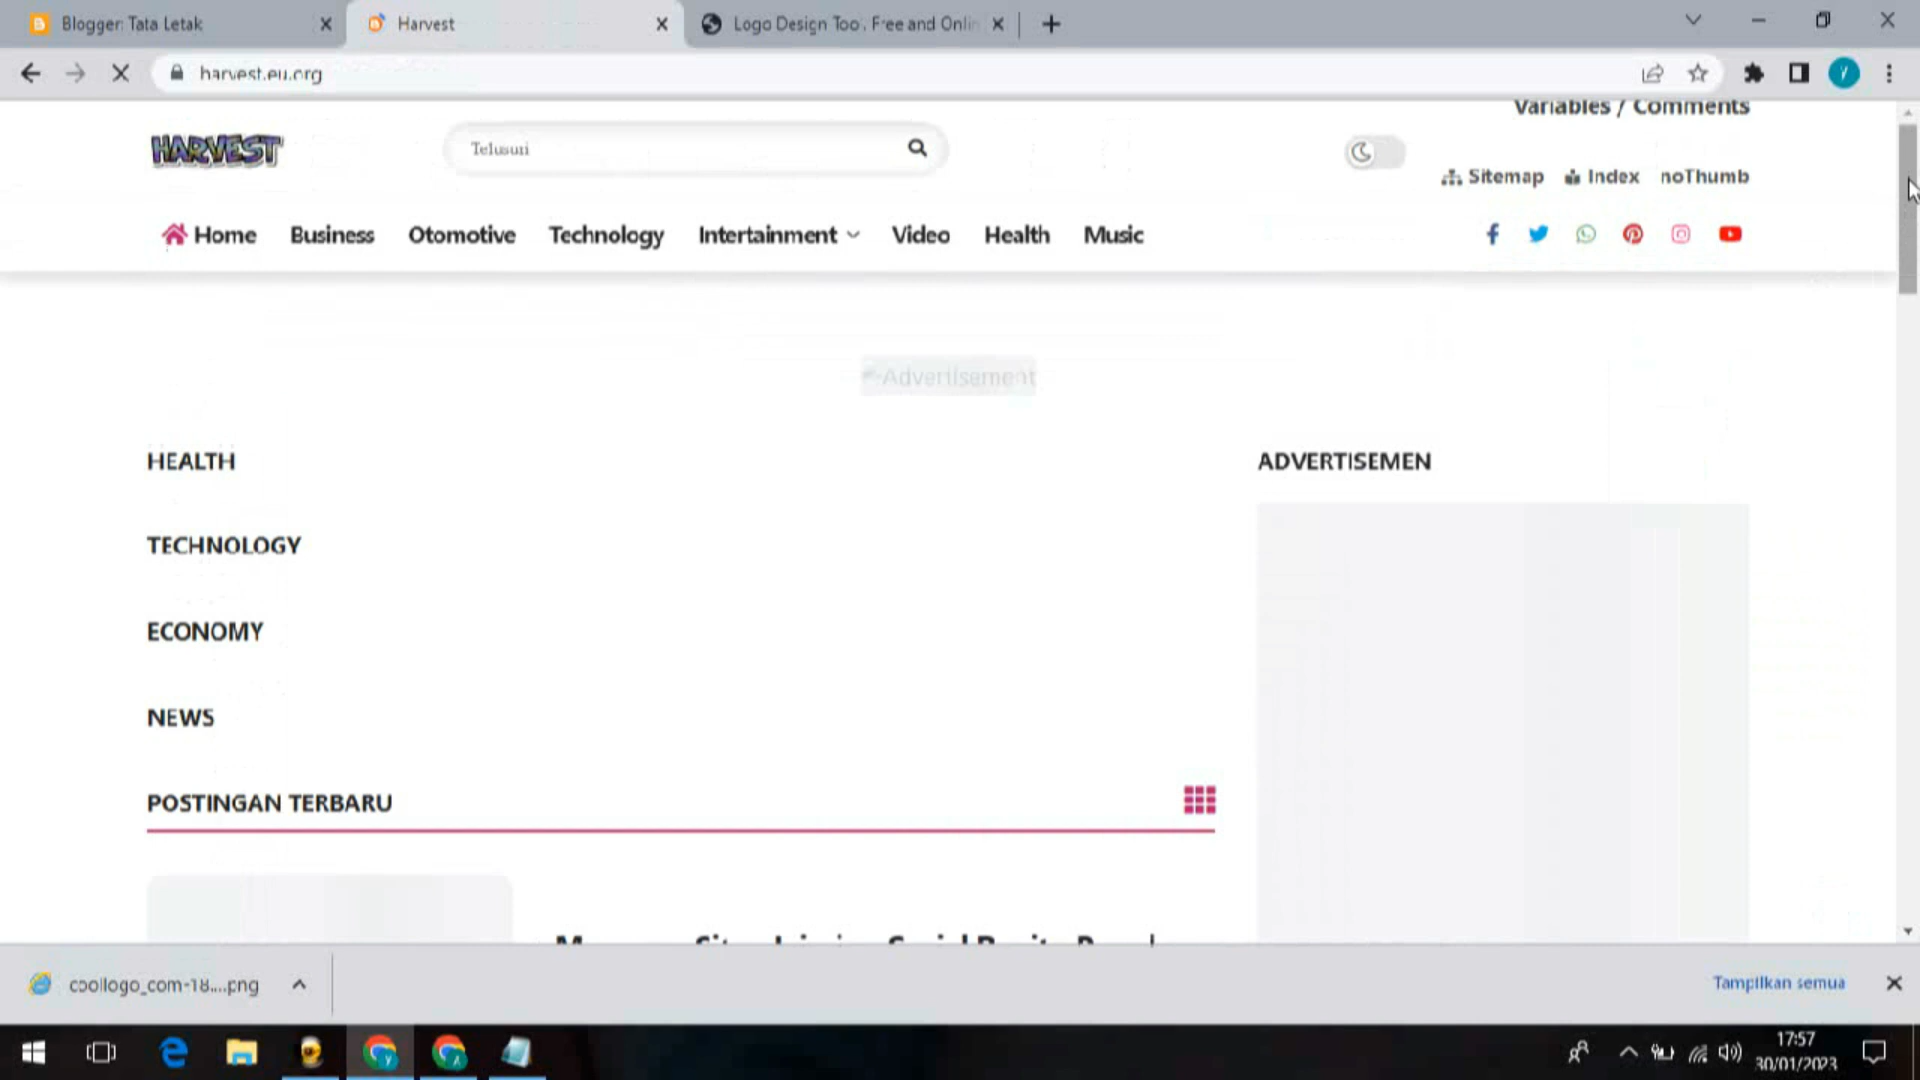 Blogger: Tata Letak
Harvest
Logo Design Tool. Free and Onlin
harvest.eu.org
Variables / Comments
HARVEST
Telusuri
Sitemap Index noThumb
Home Business Otomotive Technology Intertainment Video Health Music
Advertisement
HEALTH
ADVERTISEMEN
TECHNOLOGY
ECONOMY
NEWS
POSTINGAN TERBARU
coollogo_com-18....png
Tampilkan semua
17:57
30/01/2023